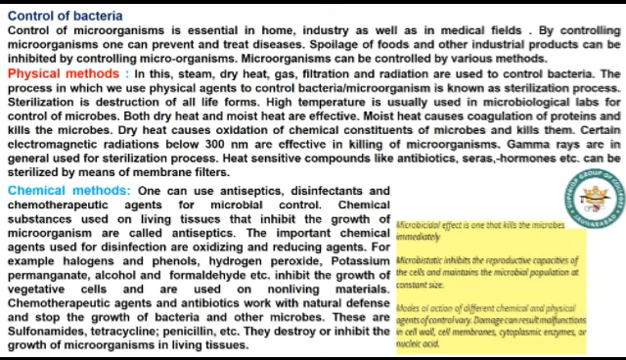 Control of bacteria
Control of microorganisms is essential in home, industry as well as in medical fields . By controlling
microorganisms one can prevent and treat diseases. Spoilage of foods and other industrial products can be
inhibited by controlling micro-organisms. Microorganisms can be controlled by various methods.
Physical methods : In this, steam, dry heat, gas, filtration and radiation are used to control bacteria. The
process in which we use physical agents to control bacteria/microorganism is known as sterilization process.
Sterilization is destruction of all life forms. High temperature is usually used in microbiological labs for
control of microbes. Both dry heat and moist heat are effective. Moist heat causes coagulation of proteins and
kills the microbes. Dry heat causes oxidation of chemical constituents of microbes and kills them. Certain
electromagnetic radiations below 300 nm are effective in killing of microorganisms. Gamma rays are in
general used for sterilization process. Heat sensitive compounds like antibiotics, seras,-hormones etc. can be
sterilized by means of membrane filters.
Chemical methods: One can use antiseptics, disinfectants and
chemotherapeutic agents for microbial control. Chemical
substances used on living tissues that inhibit the growth of
microorganism are called antiseptics. The important chemical
agents used for disinfection are oxidizing and reducing agents. For
example halogens and phenols, hydrogen peroxide, Potassium
permanganate, alcohol and formaldehyde etc. inhibit the growth of
vegetative cells and are used on nonliving materials.
Chemotherapeutic agents and antibiotics work with natural defense
and stop the growth of bacteria and other microbes. These are
Sulfonamides, tetracycline; penicillin, etc. They destroy or inhibit the
growth of microorganisms in living tissues.
SUPERIOR GROUP OF COLLEGES
Microbicidal effect is one that kills the microbes
immediately
Microbistatic inhibits the reproductive capacities of
the cells and maintains the microbial population at
constant size.
Modes of action of different chemical and physical
agents of control vary. Damage can result malfunctions
in cell wall, cell membranes, cytoplasmic enzymes, or
nucleic acid.